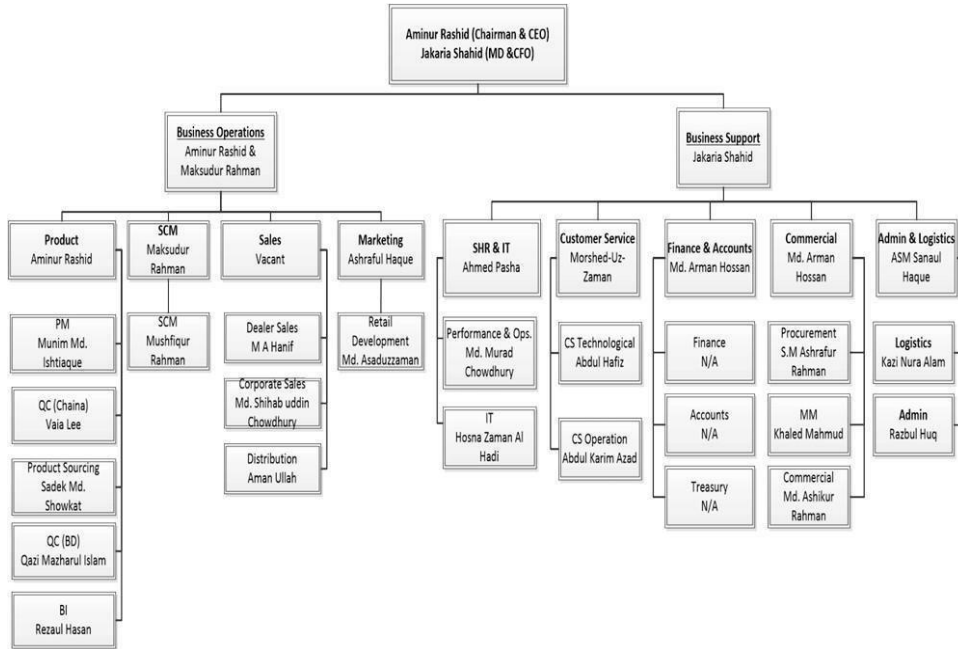 Aminur Rashid (Chairman & CEO)
Jakaria Shahid (MD &CFO)
Business Operations
Aminur Rashid &
Maksudur Rahman
Business Support
Jakaria Shahid
Product
Aminur Rashid
SCM
Maksudur
Rahman
Sales
Vacant
Marketing
Ashraful Haque
SHR & IT
Ahmed Pasha
Customer Service
Morshed-Uz-
Zaman
Finance & Accounts
Md. Arman Hossan
Commercial
Md. Arman
Hossan
Admin & Logistics
ASM Sanaul
Haque
PM
Munim Md.
Ishtiaque
SCM
Mushfiqur
Rahman
Dealer Sales
M A Hanif
Retail
Development
Md. Asaduzzaman
Performance & Ops.
Md. Murad
Chowdhury
CS Technological
Abdul Hafiz
Finance
N/A
Procurement
S.M Ashrafur
Rahman
Logistics
Kazi Nura Alam
QC (Chaina)
Vaia Lee
Corporate Sales
Md. Shihab uddin
Chowdhury
IT
Hosna Zaman Al
Hadi
CS Operation
Abdul Karim Azad
Accounts
N/A
MM
Khaled Mahmud
Admin
Razbul Huq
Product Sourcing
Sadek Md.
Showkat
Distribution
Aman Ullah
Treasury
N/A
Commercial
Md. Ashikur
Rahman
QC (BD)
Qazi Mazharul Islam
BI
Rezaul Hasan